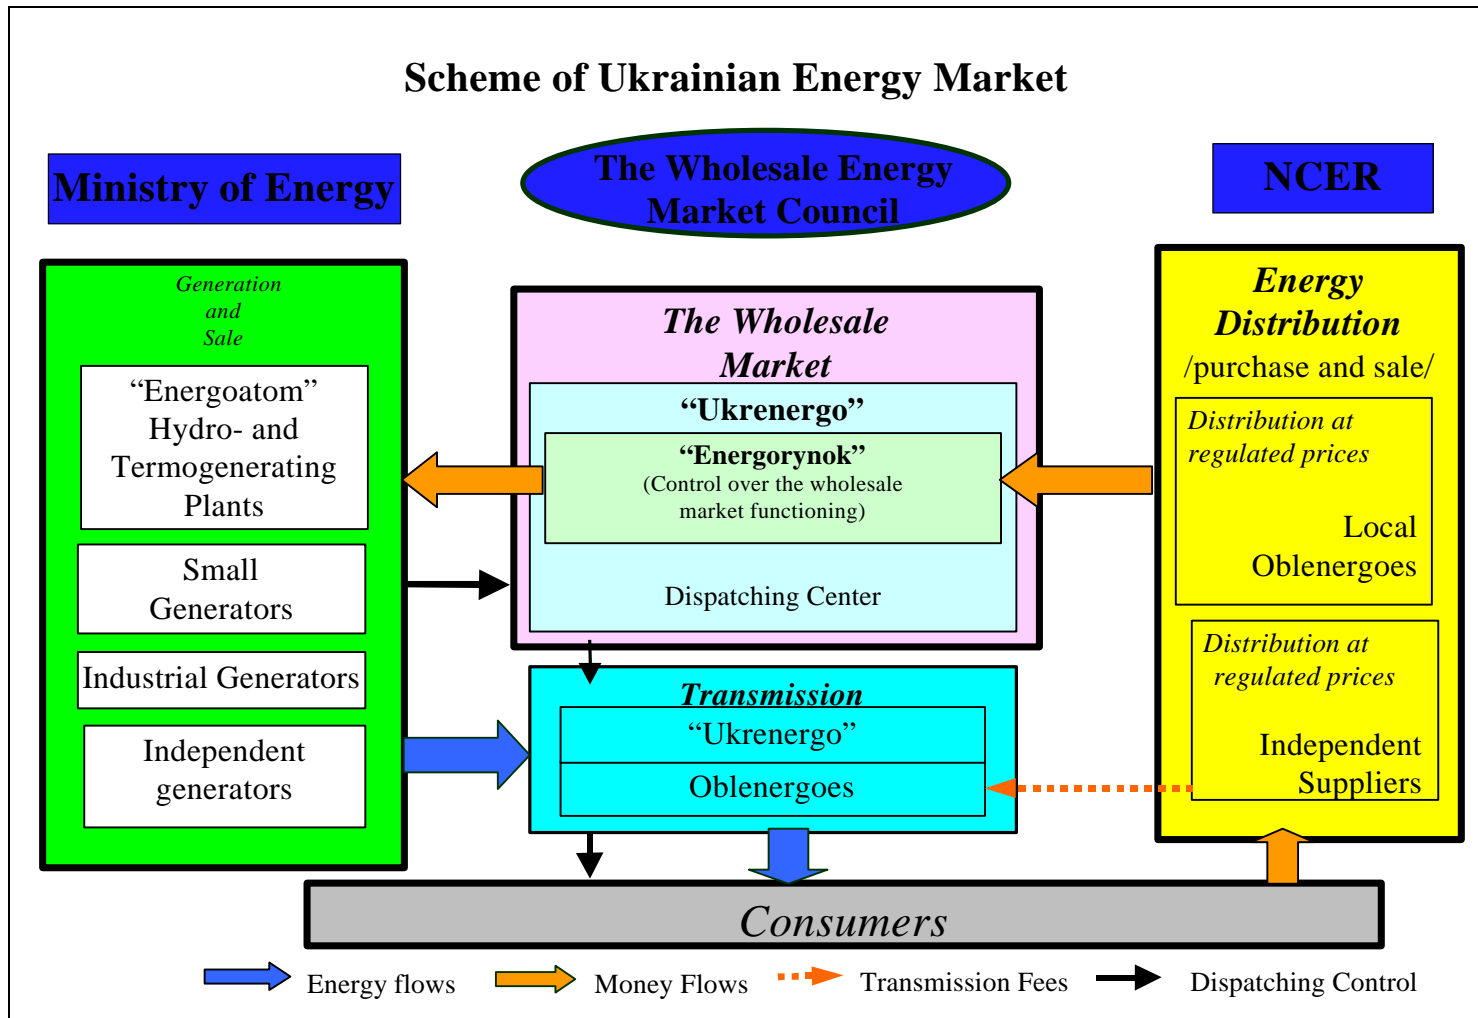 Scheme of Ukrainian Energy Market
Ministry of Energy
The Wholesale Energy
Market Council
NCER
Generation
and
Sale
“Energoatom”
Hydro- and
Termogenerating
Plants
Small
Generators
Industrial Generators
Independent
generators
The Wholesale
Market
“Ukrenergo”
“Energorynok”
(Control over the wholesale
market functioning)
Dispatching Center
Transmission
“Ukrenergo”
Oblenergoes
Energy
Distribution
/purchase and sale/
Distribution at
regulated prices
Local
Oblenergoes
Distribution at
regulated prices
Independent
Suppliers
Consumers
Energy flows
Money Flows
Transmission Fees
Dispatching Control